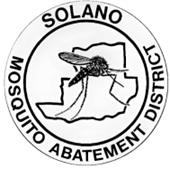 SOLANO
MOSQUITO ABATEMENT DISTRICT